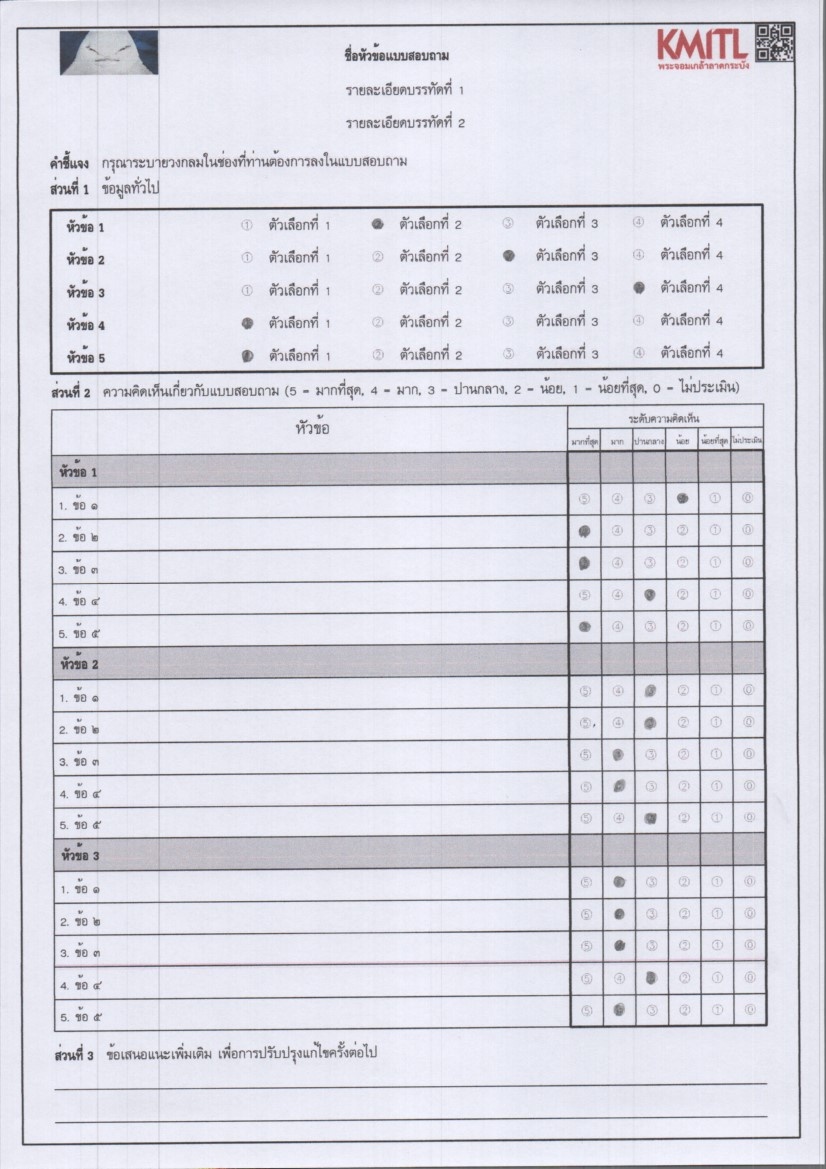 KMITL
พระจอมเกล้าลาดกระบัง
ชื่อหัวข้อแบบสอบถาม
รายละเอียดบรรทัดที่ 1
รายละเอียดบรรทัดที่ 2
คำชี้แจง กรุณาระบายวงกลมในช่องที่ท่านต้องการลงในแบบสอบถาม
ส่วนที่ 1 ข้อมูลทั่วไป
หัวข้อ 1 ① ตัวเลือกที่ 1 ตัวเลือกที่ 2 ③ ตัวเลือกที่ 3 ④ ตัวเลือกที่ 4
หัวข้อ 2 ① ตัวเลือกที่ 1 ② ตัวเลือกที่ 2 ตัวเลือกที่ 3 ④ ตัวเลือกที่ 4
หัวข้อ 3 ① ตัวเลือกที่ 1 ② ตัวเลือกที่ 2 ③ ตัวเลือกที่ 3 ตัวเลือกที่ 4
หัวข้อ 4 ตัวเลือกที่ 1 ② ตัวเลือกที่ 2 ③ ตัวเลือกที่ 3 ④ ตัวเลือกที่ 4
หัวข้อ 5 ตัวเลือกที่ 1 ② ตัวเลือกที่ 2 ③ ตัวเลือกที่ 3 ④ ตัวเลือกที่ 4
ส่วนที่ 2 ความคิดเห็นเกี่ยวกับแบบสอบถาม (5 - มากที่สุด, 4 - มาก, 3 - ปานกลาง, 2 - น้อย, 1 - น้อยที่สุด, 0 - ไม่ประเมิน)
หัวข้อ ระดับความคิดเห็น
มากที่สุด มาก ปานกลาง น้อย น้อยที่สุด ไม่ประเมิน
หัวข้อ 1
1. ข้อ ๑ ⑤ ④ ③ ① ⓪
2. ข้อ ๒ ④ ③ ② ① ⓪
3. ข้อ ๓ ④ ③ ② ① ⓪
4. ข้อ ๔ ⑤ ④ ② ① ⓪
5. ข้อ ๕ ④ ③ ② ① ⓪
หัวข้อ 2
1. ข้อ ๑ ⑤ ④ ② ① ⓪
2. ข้อ ๒ ⑤ ④ ② ① ⓪
3. ข้อ ๓ ⑤ ③ ② ① ⓪
4. ข้อ ๔ ⑤ ③ ② ① ⓪
5. ข้อ ๕ ⑤ ④ ② ① ⓪
หัวข้อ 3
1. ข้อ ๑ ⑤ ③ ② ① ⓪
2. ข้อ ๒ ⑤ ③ ② ① ⓪
3. ข้อ ๓ ⑤ ③ ② ① ⓪
4. ข้อ ๔ ⑤ ④ ② ① ⓪
5. ข้อ ๕ ⑤ ③ ② ① ⓪
ส่วนที่ 3 ข้อเสนอแนะเพิ่มเติม เพื่อการปรับปรุงแก้ไขครั้งต่อไป